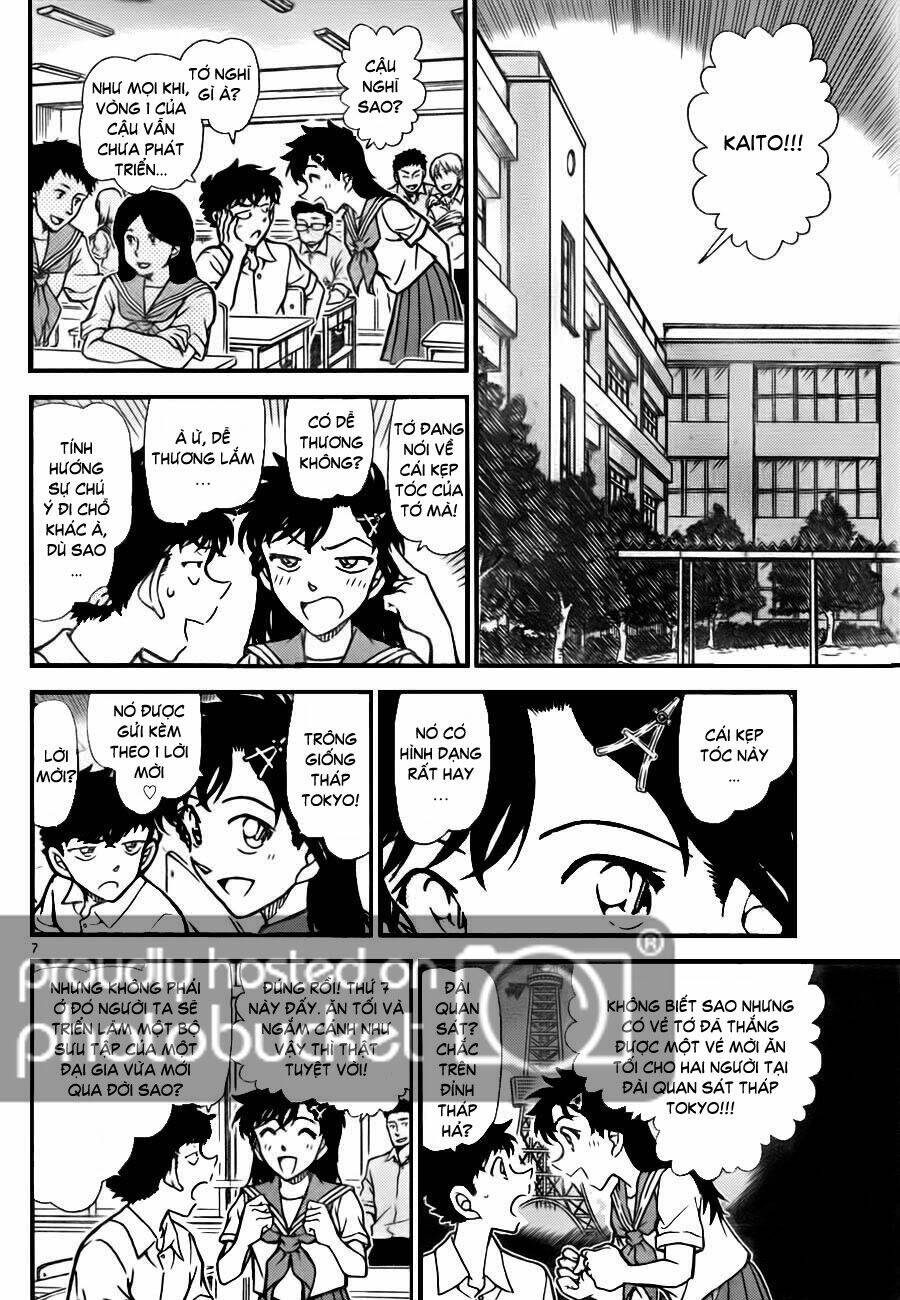 KAITO!!!
CẬU
NGHĨ
SAO?
TỚ NGHĨ
GÌ À?
NHƯ MỌI KHI,
VÒNG 1 CỦA
CẬU VẪN
CHƯA PHÁT
TRIỂN...
TỚ ĐANG
NÓI VỀ
CÁI KẸP
TÓC CỦA
TỚ MÀ!
CÓ DỄ
THƯƠNG
KHÔNG?
À Ừ, DỄ
THƯƠNG LẮM
...
TÍNH
HƯỚNG
SỰ CHÚ
Ý ĐI CHỖ
KHÁC À,
DÙ SAO
...
CÁI KẸP
TÓC NÀY
...
NÓ CÓ
HÌNH DẠNG
RẤT HAY
...
TRÔNG
GIỐNG
THÁP
TOKYO!
NÓ ĐƯỢC
GỬI KÈM
THEO 1 LỜI
MỜI
♡
LỜI
MỜI?
7
KHÔNG BIẾT SAO NHƯNG
CÓ VẺ TỚ ĐÃ THẮNG
ĐƯỢC MỘT VÉ MỜI ĂN
TỐI CHO HAI NGƯỜI TẠI
ĐÀI QUAN SÁT THÁP
TOKYO!!!
ĐÀI
QUAN
SÁT?
CHẮC
TRÊN
ĐỈNH
THÁP
HẢ?
ĐÚNG RỒI! THỨ 7
NÀY ĐẤY. ĂN TỐI VÀ
NGẮM CẢNH NHƯ
VẬY THÌ THẬT
TUYỆT VỜI!
NHƯNG KHÔNG PHẢI
Ở ĐÓ NGƯỜI TA SẼ
TRIỂN LÃM MỘT BỘ
SƯU TẬP CỦA MỘT
ĐẠI GIA VỪA MỚI
QUA ĐỜI SAO?
proudly hosted on
photobucket
®